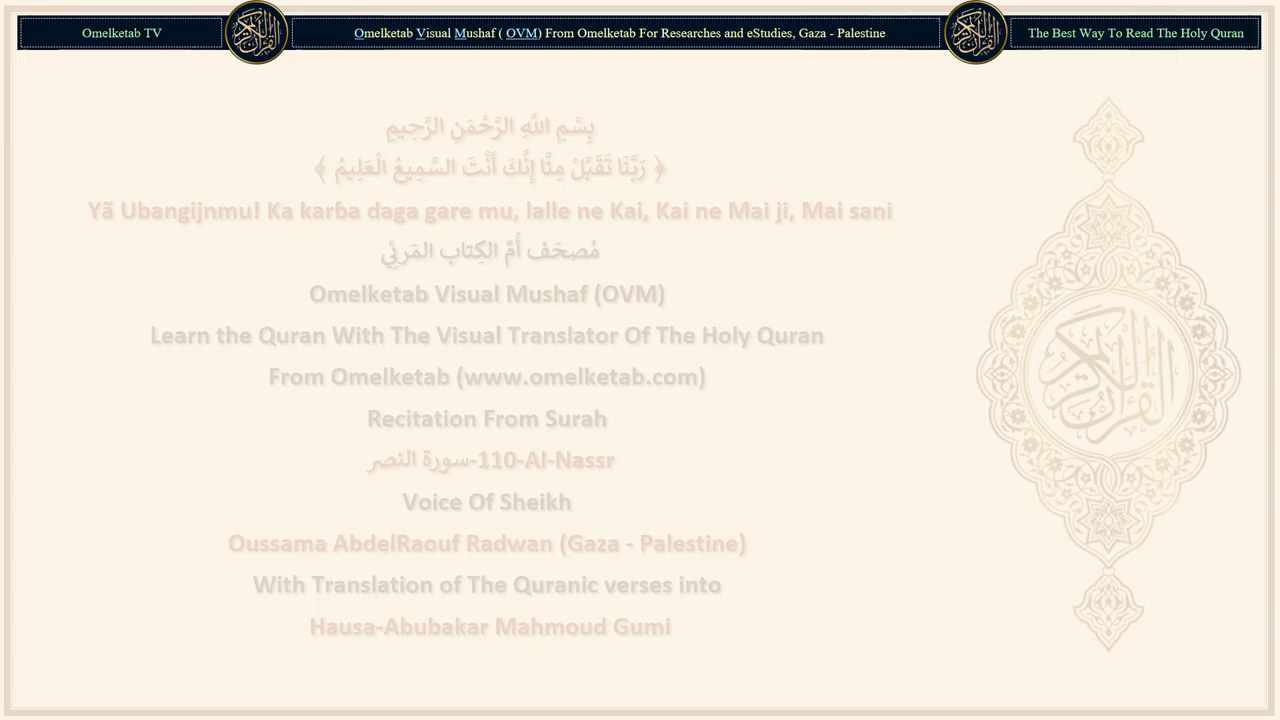 Omelketab TV
Omelketab Visual Mushaf ( OVM) From Omelketab For Researches and eStudies, Gaza - Palestine
The Best Way To Read The Holy Quran
بِسْمِ اللَّهِ الرَّحْمَنِ الرَّحِيمِ
﴿ رَبَّنَا تَقَبَّلْ مِنَّا إِنَّكَ أَنْتَ السَّمِيعُ الْعَلِيمُ ﴾
Yã Ubangijnmu! Ka karɓa daga gare mu, lalle ne Kai, Kai ne Mai ji, Mai sani
مُصحَف أُمِّ الكِتابِ المَرئِي
Omelketab Visual Mushaf (OVM)
Learn the Quran With The Visual Translator Of The Holy Quran
From Omelketab (www.omelketab.com)
Recitation From Surah
سورة النصر-110-Al-Nassr
Voice Of Sheikh
Oussama AbdelRaouf Radwan (Gaza - Palestine)
With Translation of The Quranic verses into
Hausa-Abubakar Mahmoud Gumi
القرآن الكريم